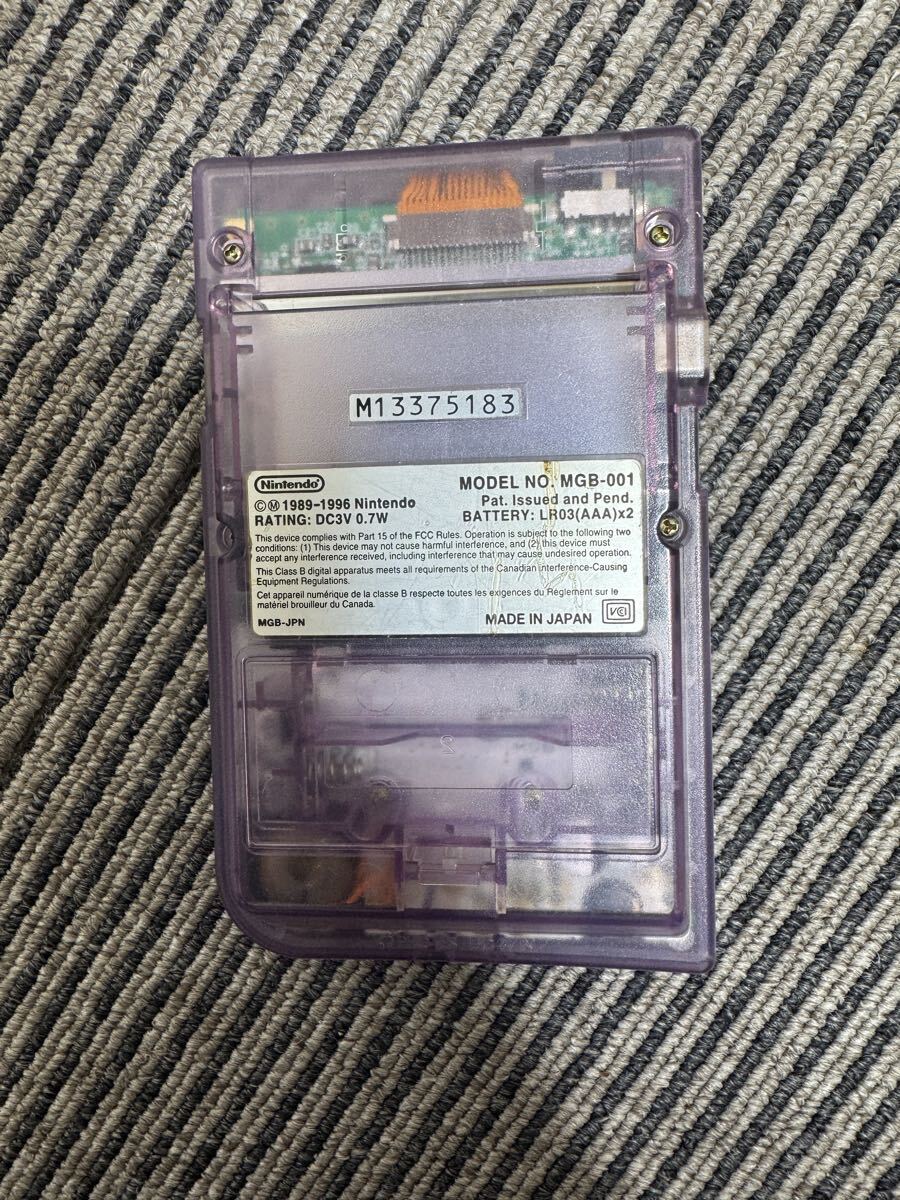 M13375183
Nintendo
MODEL NO. MGB-001
©Ⓜ 1989-1996 Nintendo
Pat. Issued and Pend.
RATING: DC3V 0.7W
BATTERY: LR03(AAA)x2
This device complies with Part 15 of the FCC Rules. Operation is subject to the following two
conditions: (1) This device may not cause harmful interference, and (2) this device must
accept any interference received, including interference that may cause undesired operation.
This Class B digital apparatus meets all requirements of the Canadian Interference-Causing
Equipment Regulations.
Cet appareil numérique de la classe B respecte toutes les exigences du Règlement sur le
matériel brouilleur du Canada.
MGB-JPN
MADE IN JAPAN
VCI
2